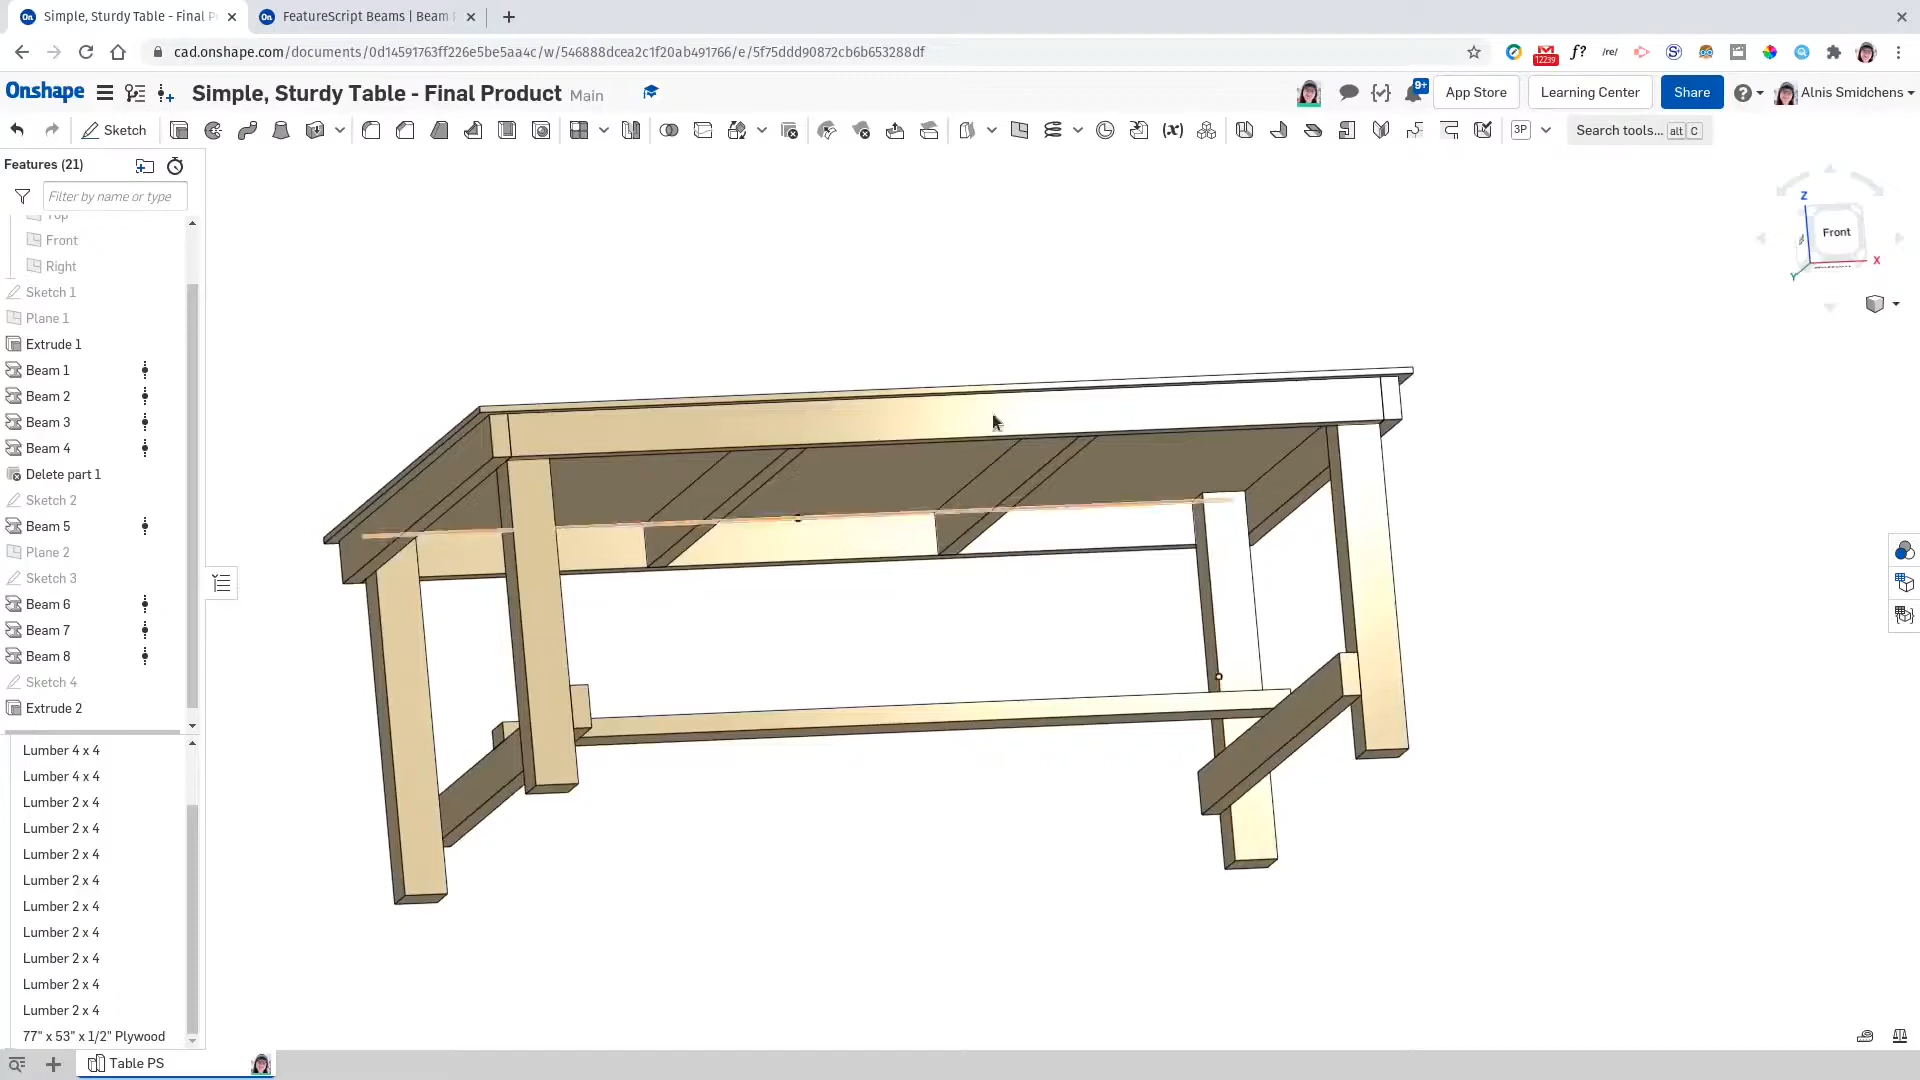 Simple, Sturdy Table - Final P
FeatureScript Beams | Beam
cad.onshape.com/documents/0d14591763ff226e5be5aa4c/w/546888dcea2c1f20ab491766/e/5f75ddd90872cb6b653288df
12239
f?
/re/
Onshape
Simple, Sturdy Table - Final Product Main
9+
App Store
Learning Center
Share
Alnis Smidchens
Sketch
(x)
3P
Search tools... alt C
Features (21)
Filter by name or type
Top
Front
Right
Sketch 1
Plane 1
Extrude 1
Beam 1
Beam 2
Beam 3
Beam 4
Delete part 1
Sketch 2
Beam 5
Plane 2
Sketch 3
Beam 6
Beam 7
Beam 8
Sketch 4
Extrude 2
Lumber 4 x 4
Lumber 4 x 4
Lumber 2 x 4
Lumber 2 x 4
Lumber 2 x 4
Lumber 2 x 4
Lumber 2 x 4
Lumber 2 x 4
Lumber 2 x 4
Lumber 2 x 4
Lumber 2 x 4
77" x 53" x 1/2" Plywood
Z
Front
X
Y
Table PS